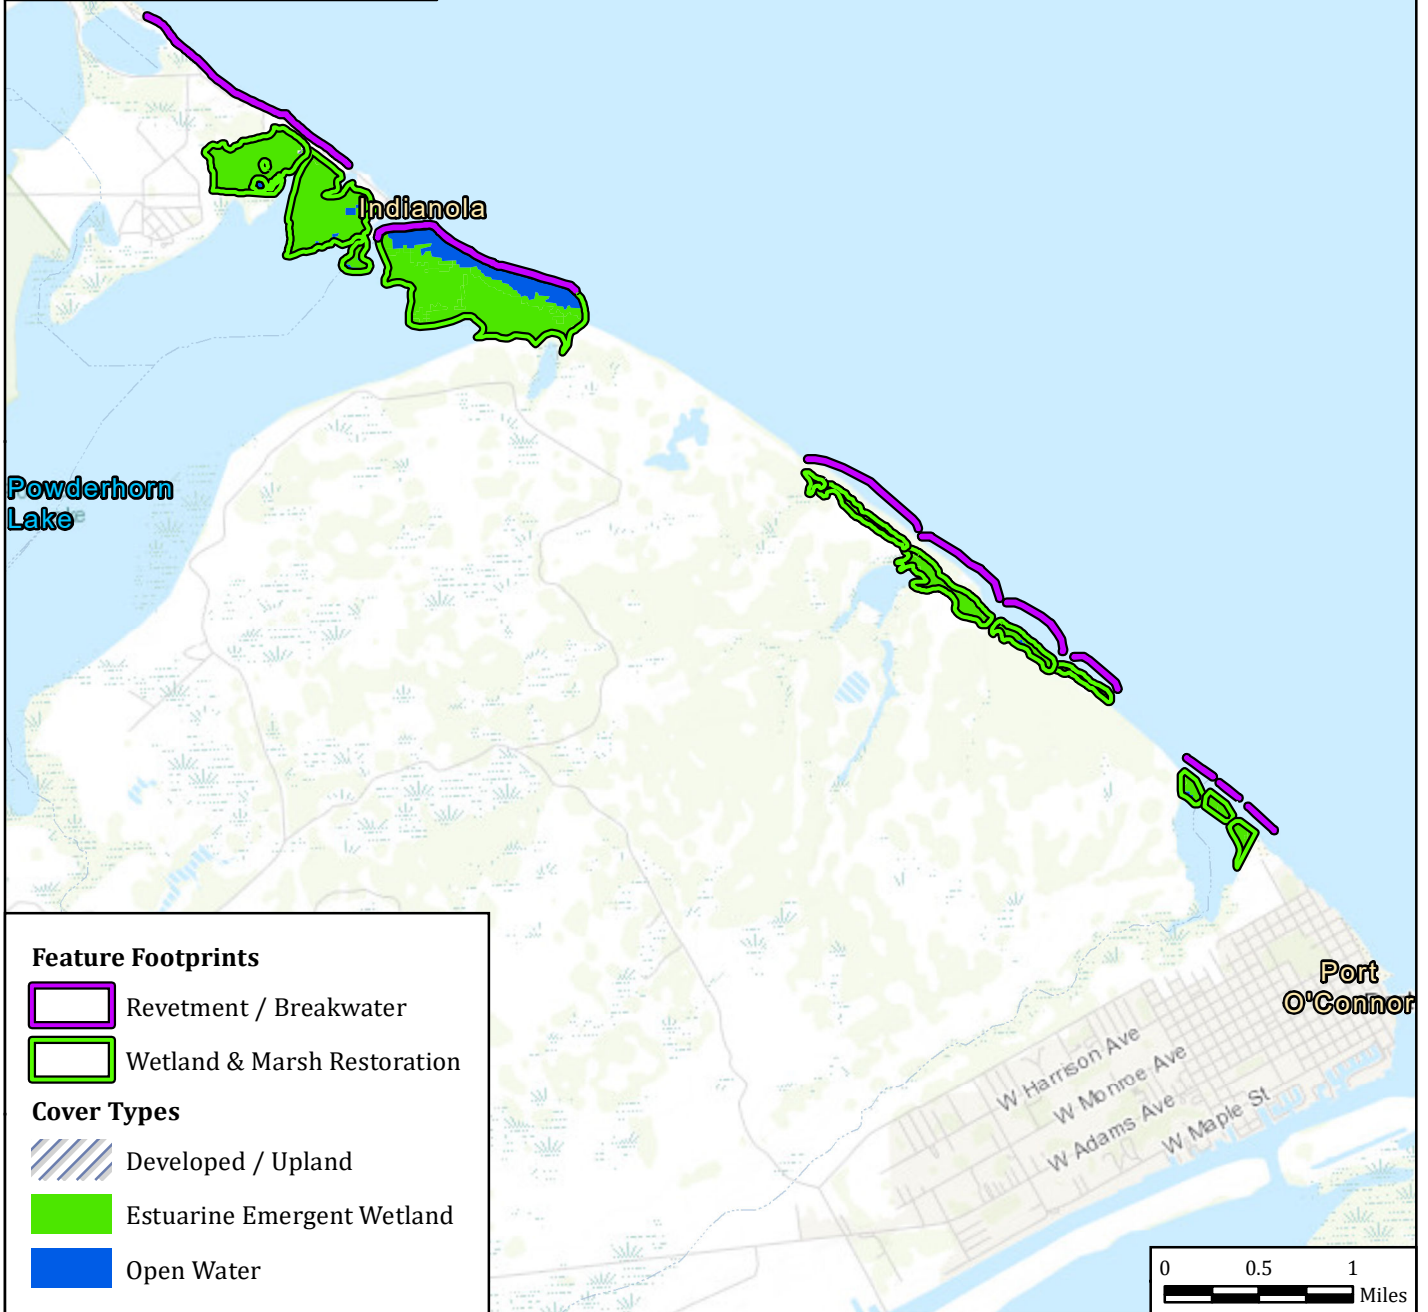 Indianola
Powderhorn
Lake
Port
O'Connor
W Harrison Ave
W Monroe Ave
W Adams Ave
W Maple St
Feature Footprints
Revetment / Breakwater
Wetland & Marsh Restoration
Cover Types
Developed / Upland
Estuarine Emergent Wetland
Open Water
0 0.5 1
Miles